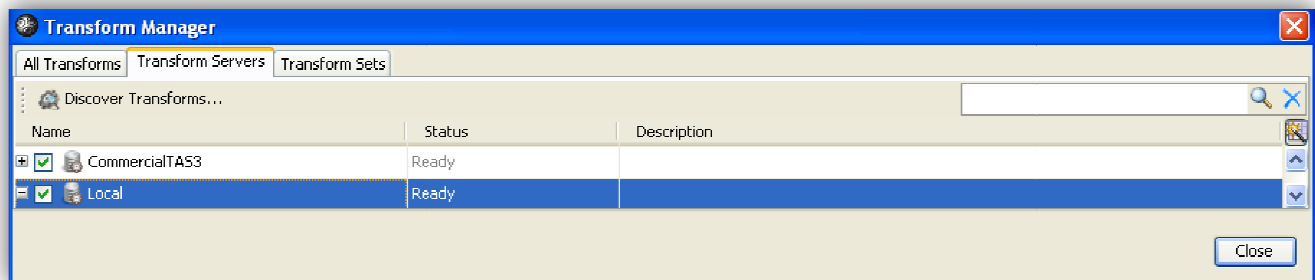 Transform Manager
All Transforms Transform Servers Transform Sets
Discover Transforms...
Name Status Description
CommercialTAS3 Ready
Local Ready
Close